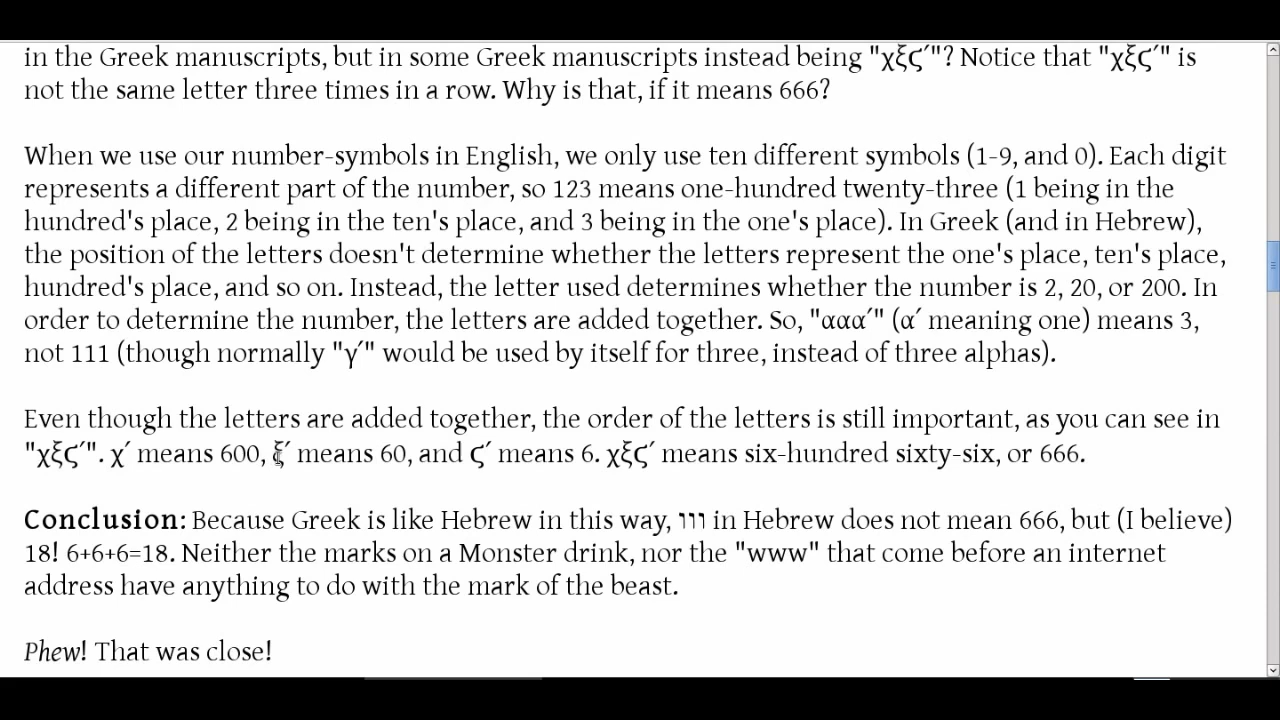 in the Greek manuscripts, but in some Greek manuscripts instead being "χξϛ´"? Notice that "χξϛ´" is
not the same letter three times in a row. Why is that, if it means 666?
When we use our number-symbols in English, we only use ten different symbols (1-9, and 0). Each digit
represents a different part of the number, so 123 means one-hundred twenty-three (1 being in the
hundred's place, 2 being in the ten's place, and 3 being in the one's place). In Greek (and in Hebrew),
the position of the letters doesn't determine whether the letters represent the one's place, ten's place,
hundred's place, and so on. Instead, the letter used determines whether the number is 2, 20, or 200. In
order to determine the number, the letters are added together. So, "ααα´" (α´ meaning one) means 3,
not 111 (though normally "γ´" would be used by itself for three, instead of three alphas).
Even though the letters are added together, the order of the letters is still important, as you can see in
"χξϛ´". χ´ means 600, ξ´ means 60, and ϛ´ means 6. χξϛ´ means six-hundred sixty-six, or 666.
Conclusion: Because Greek is like Hebrew in this way, ווו in Hebrew does not mean 666, but (I believe)
18! 6+6+6=18. Neither the marks on a Monster drink, nor the "www" that come before an internet
address have anything to do with the mark of the beast.
Phew! That was close!